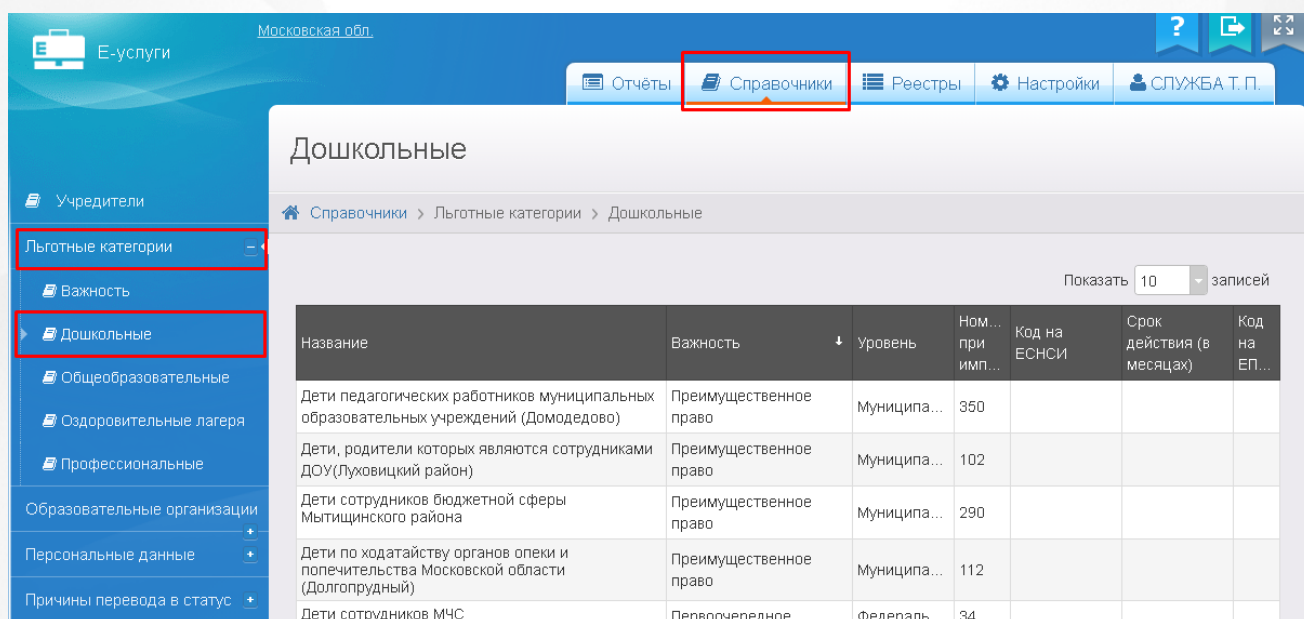 Московская обл.
E
Е-услуги
?
Отчёты
Справочники
Реестры
Настройки
СЛУЖБА Т. П.
Дошкольные
Учредители
Справочники > Льготные категории > Дошкольные
Льготные категории
Важность
Дошкольные
Общеобразовательные
Оздоровительные лагеря
Профессиональные
Образовательные организации
Персональные данные
Причины перевода в статус
Показать 10 записей
Название
Важность
Уровень
Ном...
при
имп...
Код на
ЕСНСИ
Срок
действия (в
месяцах)
Код
на
ЕП...
Дети педагогических работников муниципальных
образовательных учреждений (Домодедово)
Преимущественное
право
Муниципа...
350
Дети, родители которых являются сотрудниками
ДОУ(Луховицкий район)
Преимущественное
право
Муниципа...
102
Дети сотрудников бюджетной сферы
Мытищинского района
Преимущественное
право
Муниципа...
290
Дети по ходатайству органов опеки и
попечительства Московской области
(Долгопрудный)
Преимущественное
право
Муниципа...
112
Дети сотрудников МЧС
Первоочередное
Федераль...
34